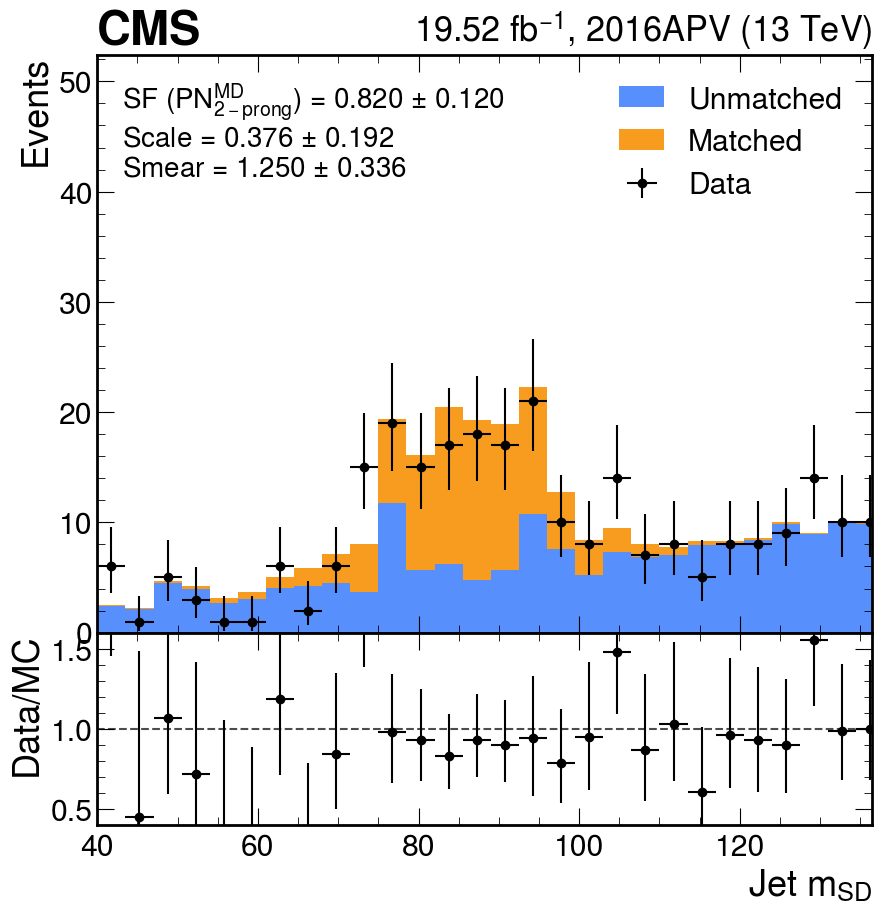 CMS 19.52 fb⁻¹, 2016APV (13 TeV)
Events
50
40
30
20
10
0
SF (PN^MD_2−prong) = 0.820 ± 0.120
Scale = 0.376 ± 0.192
Smear = 1.250 ± 0.336
Unmatched
Matched
Data
Data/MC
1.5
1.0
0.5
40 60 80 100 120
Jet m_SD